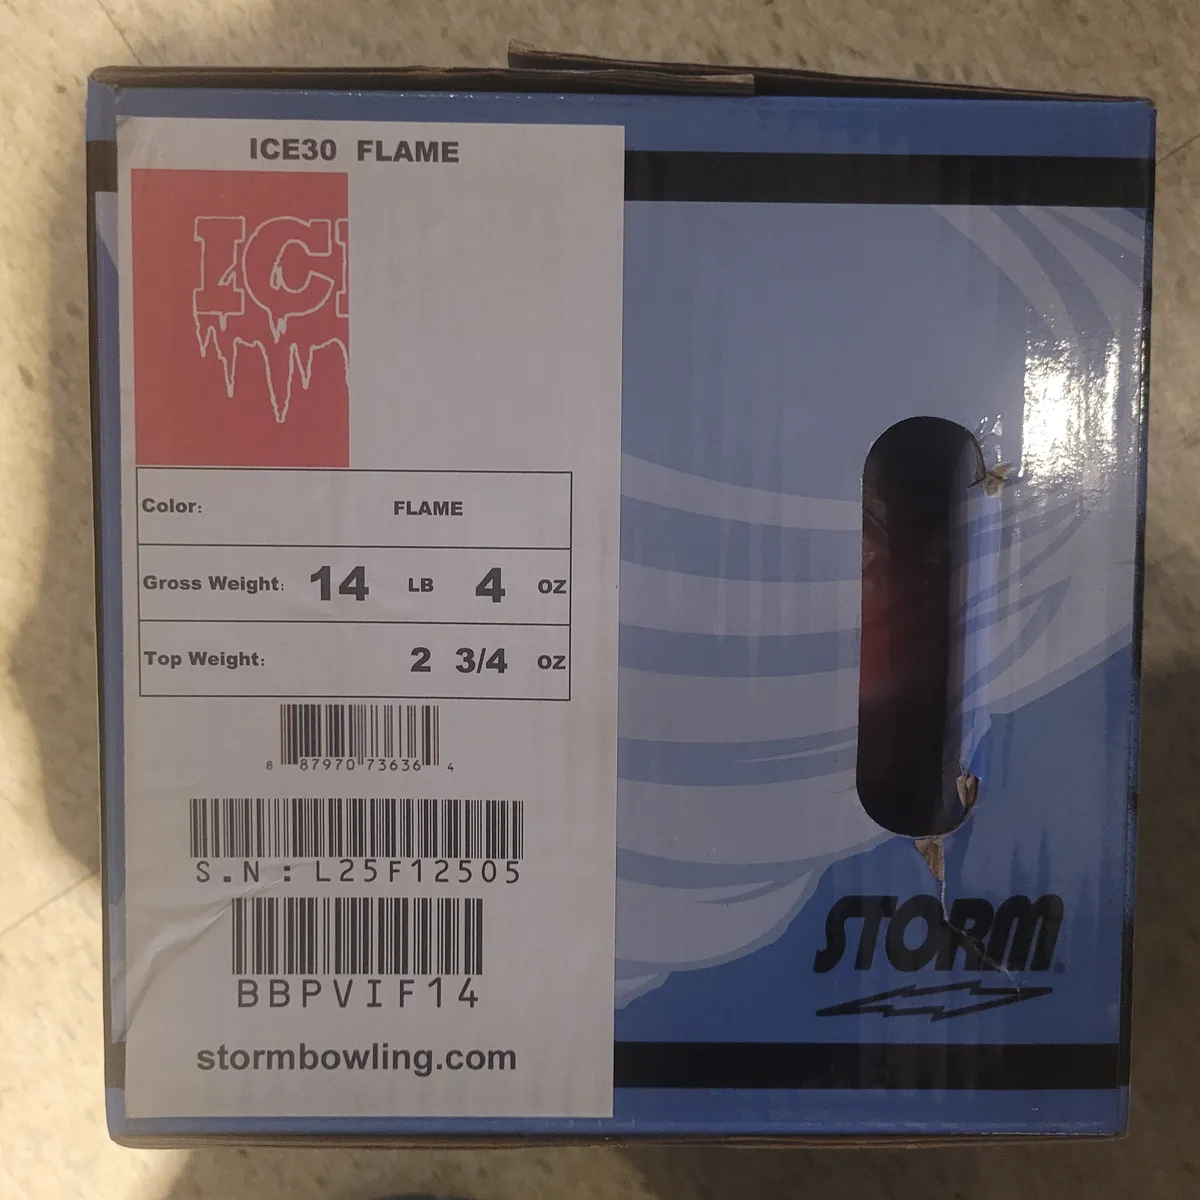 ICE30 FLAME
IC
Color: FLAME
Gross Weight: 14 LB 4 OZ
Top Weight: 2 3/4 OZ
8 87970 73636 4
S.N : L25F12505
BBPVIF14
stormbowling.com
STORM®